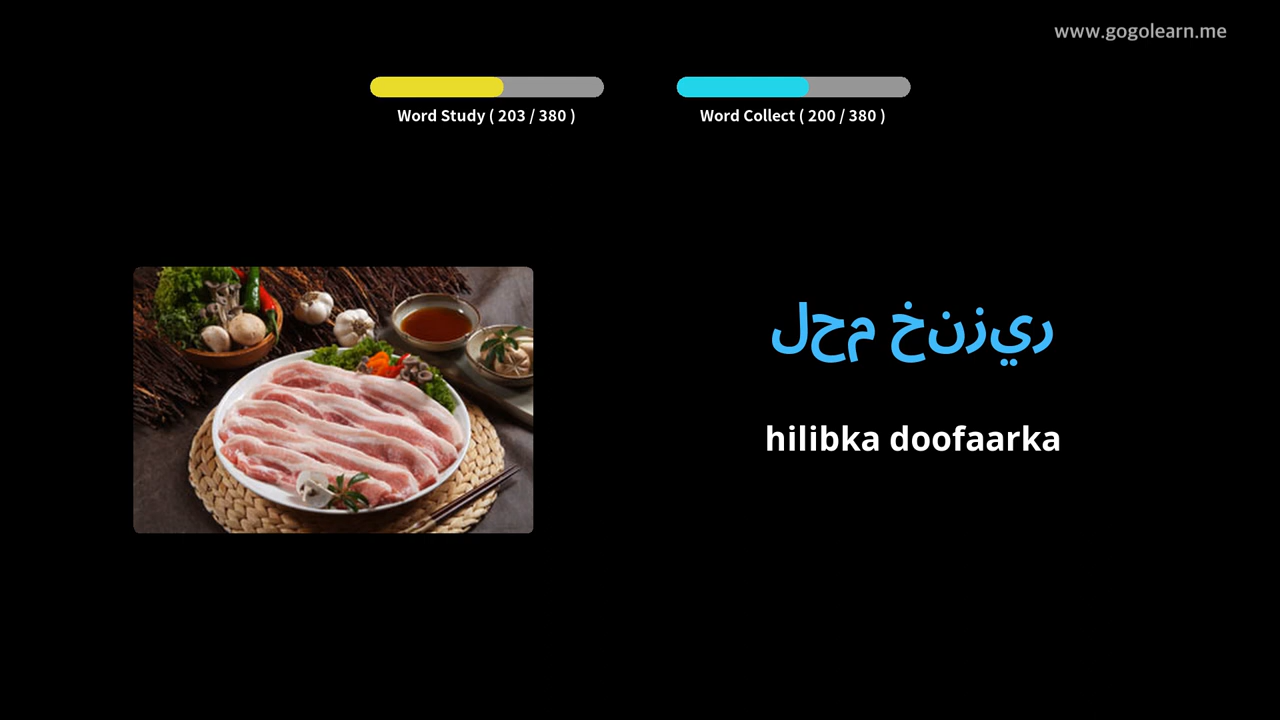 www.gogolearn.me
Word Study ( 203 / 380 )
Word Collect ( 200 / 380 )
لحم خنزير
hilibka doofaarka